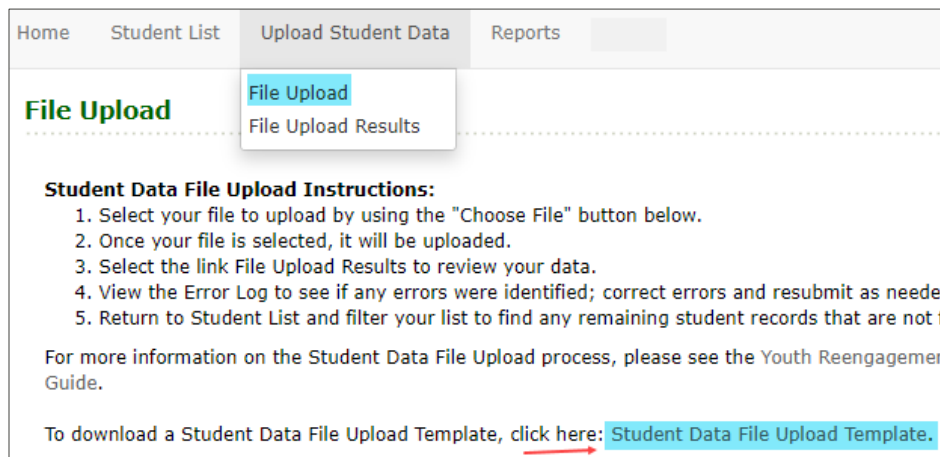 Home Student List Upload Student Data Reports
File Upload
File Upload Results
File Upload
Student Data File Upload Instructions:
1. Select your file to upload by using the "Choose File" button below.
2. Once your file is selected, it will be uploaded.
3. Select the link File Upload Results to review your data.
4. View the Error Log to see if any errors were identified; correct errors and resubmit as neede
5. Return to Student List and filter your list to find any remaining student records that are not
For more information on the Student Data File Upload process, please see the Youth Reengagemen
Guide.
To download a Student Data File Upload Template, click here: Student Data File Upload Template.